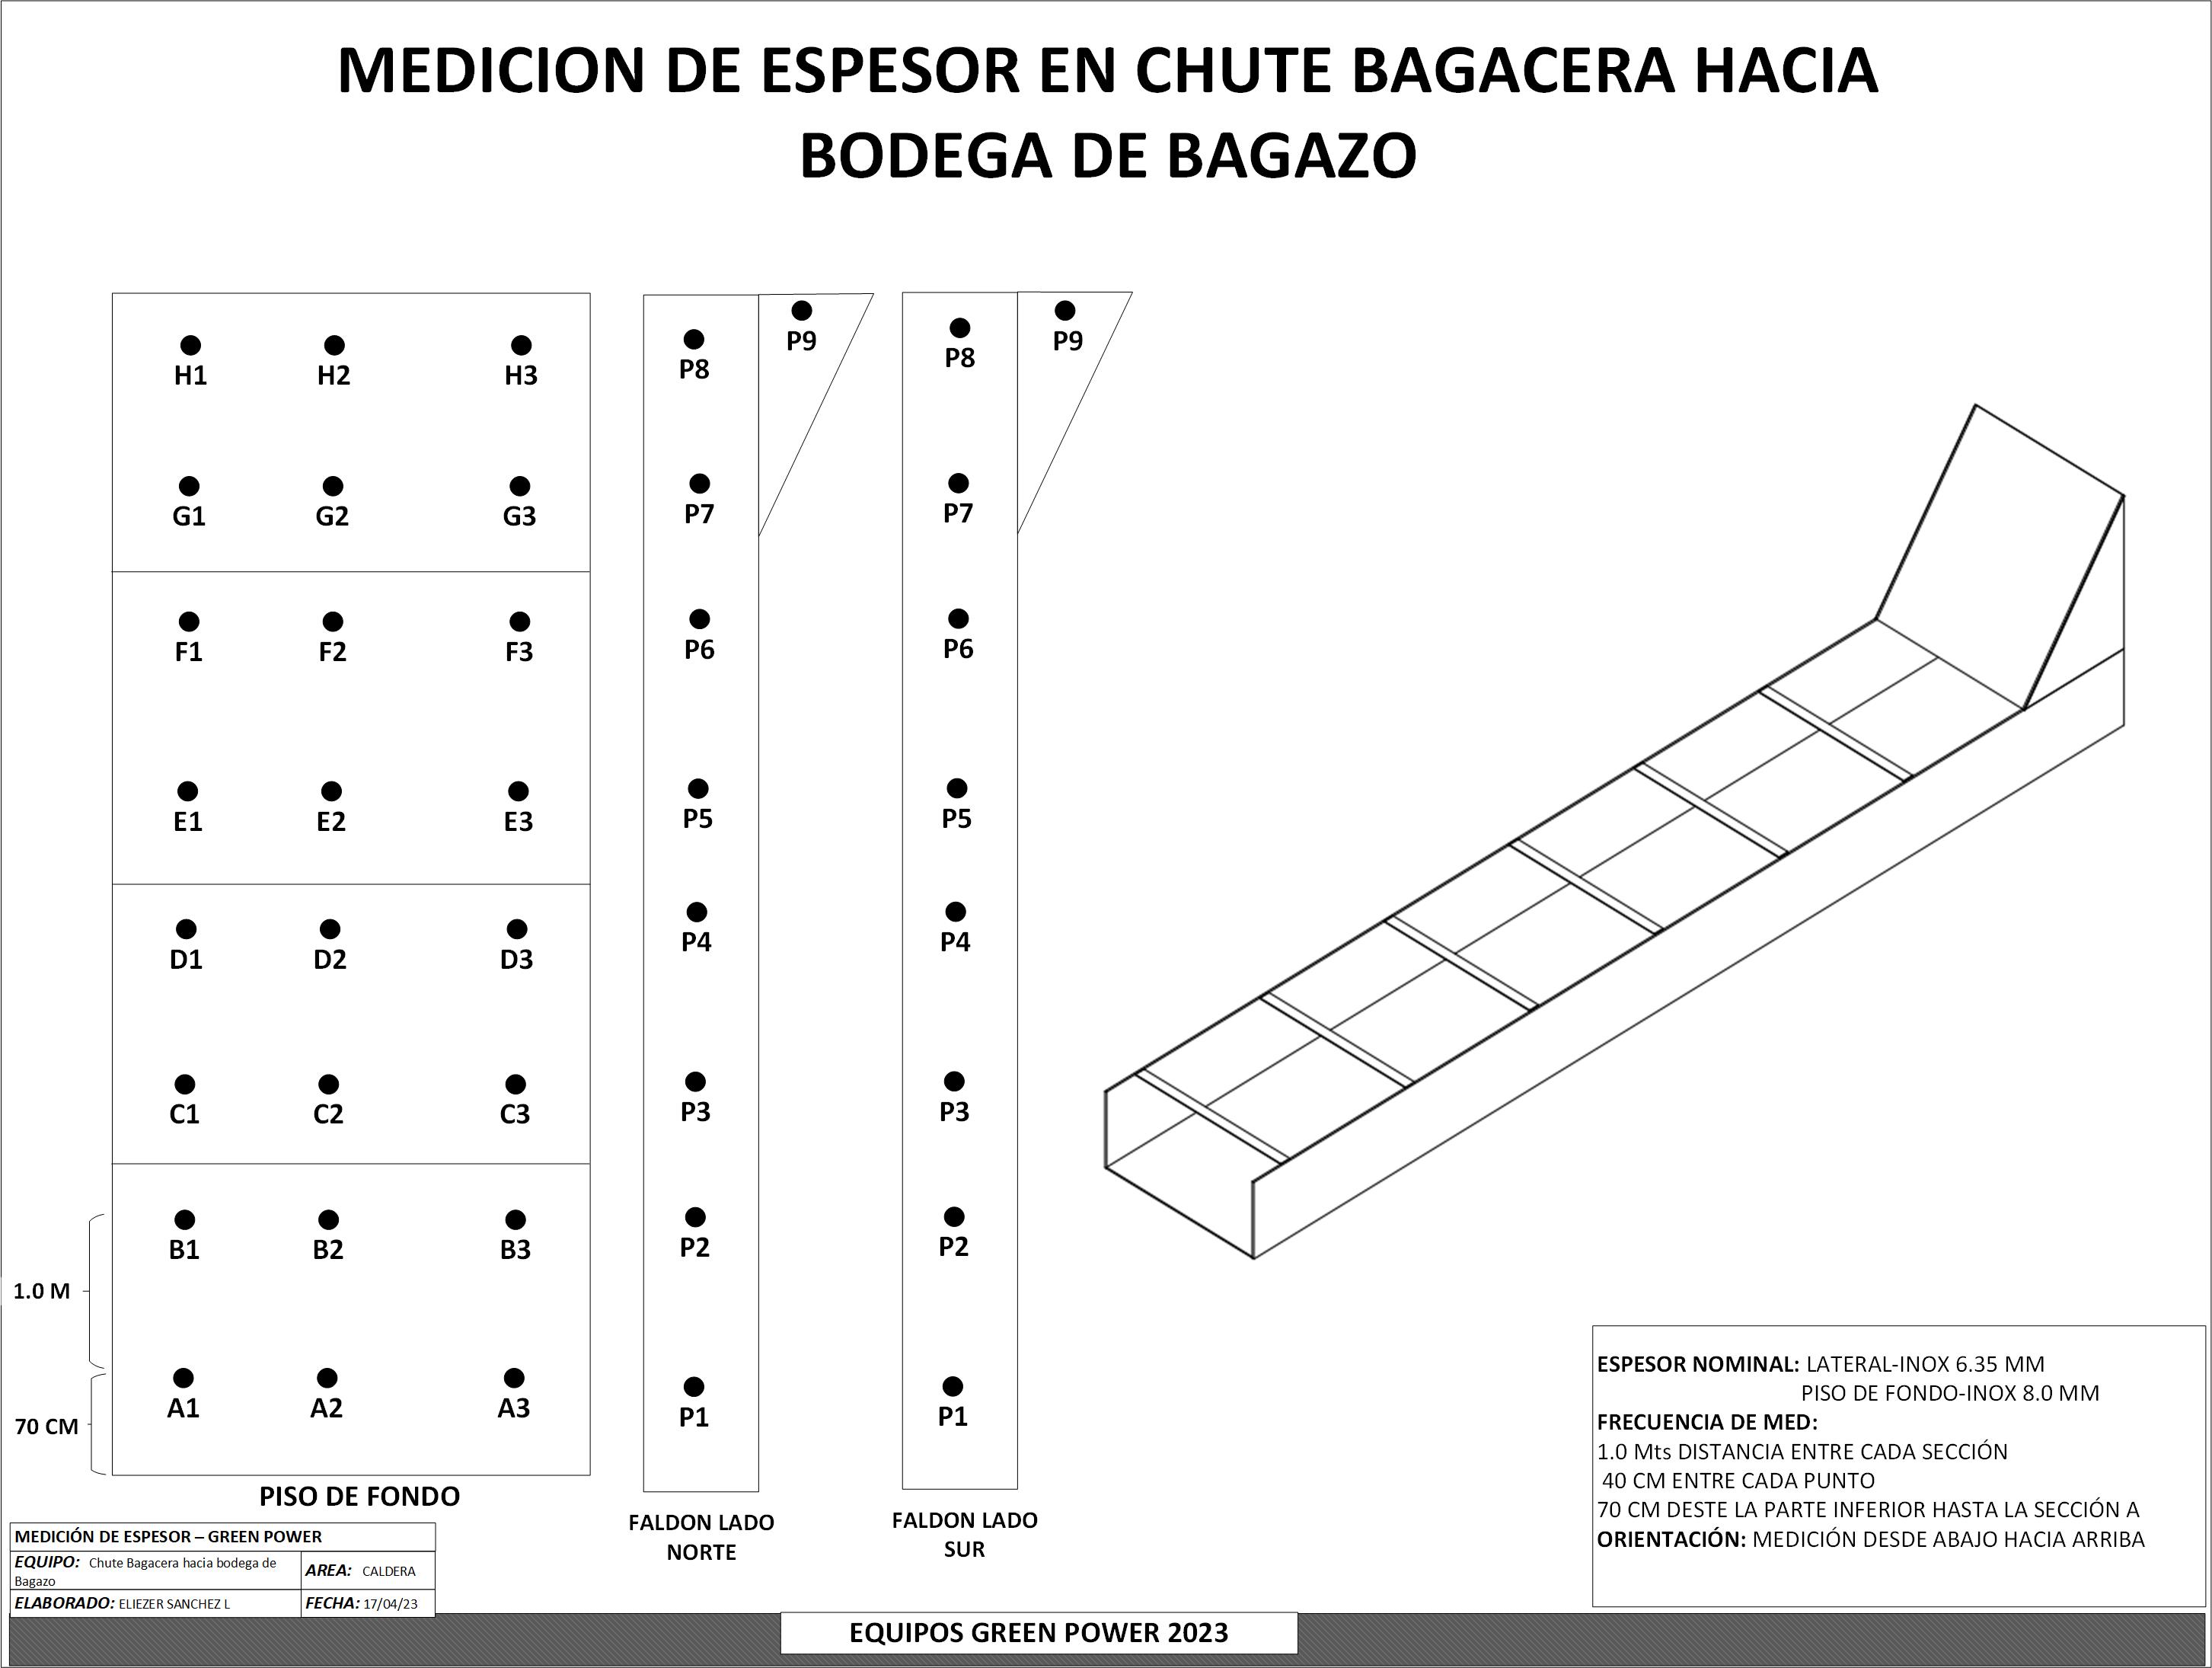 MEDICION DE ESPESOR EN CHUTE BAGACERA HACIA
BODEGA DE BAGAZO
H1 H2 H3
G1 G2 G3
F1 F2 F3
E1 E2 E3
D1 D2 D3
C1 C2 C3
B1 B2 B3
1.0 M
A1 A2 A3
70 CM
PISO DE FONDO
P9
P8
P7
P6
P5
P4
P3
P2
P1
FALDON LADO
NORTE
P9
P8
P7
P6
P5
P4
P3
P2
P1
FALDON LADO
SUR
ESPESOR NOMINAL: LATERAL-INOX 6.35 MM
PISO DE FONDO-INOX 8.0 MM
FRECUENCIA DE MED:
1.0 Mts DISTANCIA ENTRE CADA SECCIÓN
40 CM ENTRE CADA PUNTO
70 CM DESTE LA PARTE INFERIOR HASTA LA SECCIÓN A
ORIENTACIÓN: MEDICIÓN DESDE ABAJO HACIA ARRIBA
MEDICIÓN DE ESPESOR – GREEN POWER
EQUIPO: Chute Bagacera hacia bodega de
Bagazo
AREA: CALDERA
ELABORADO: ELIEZER SANCHEZ L
FECHA: 17/04/23
EQUIPOS GREEN POWER 2023